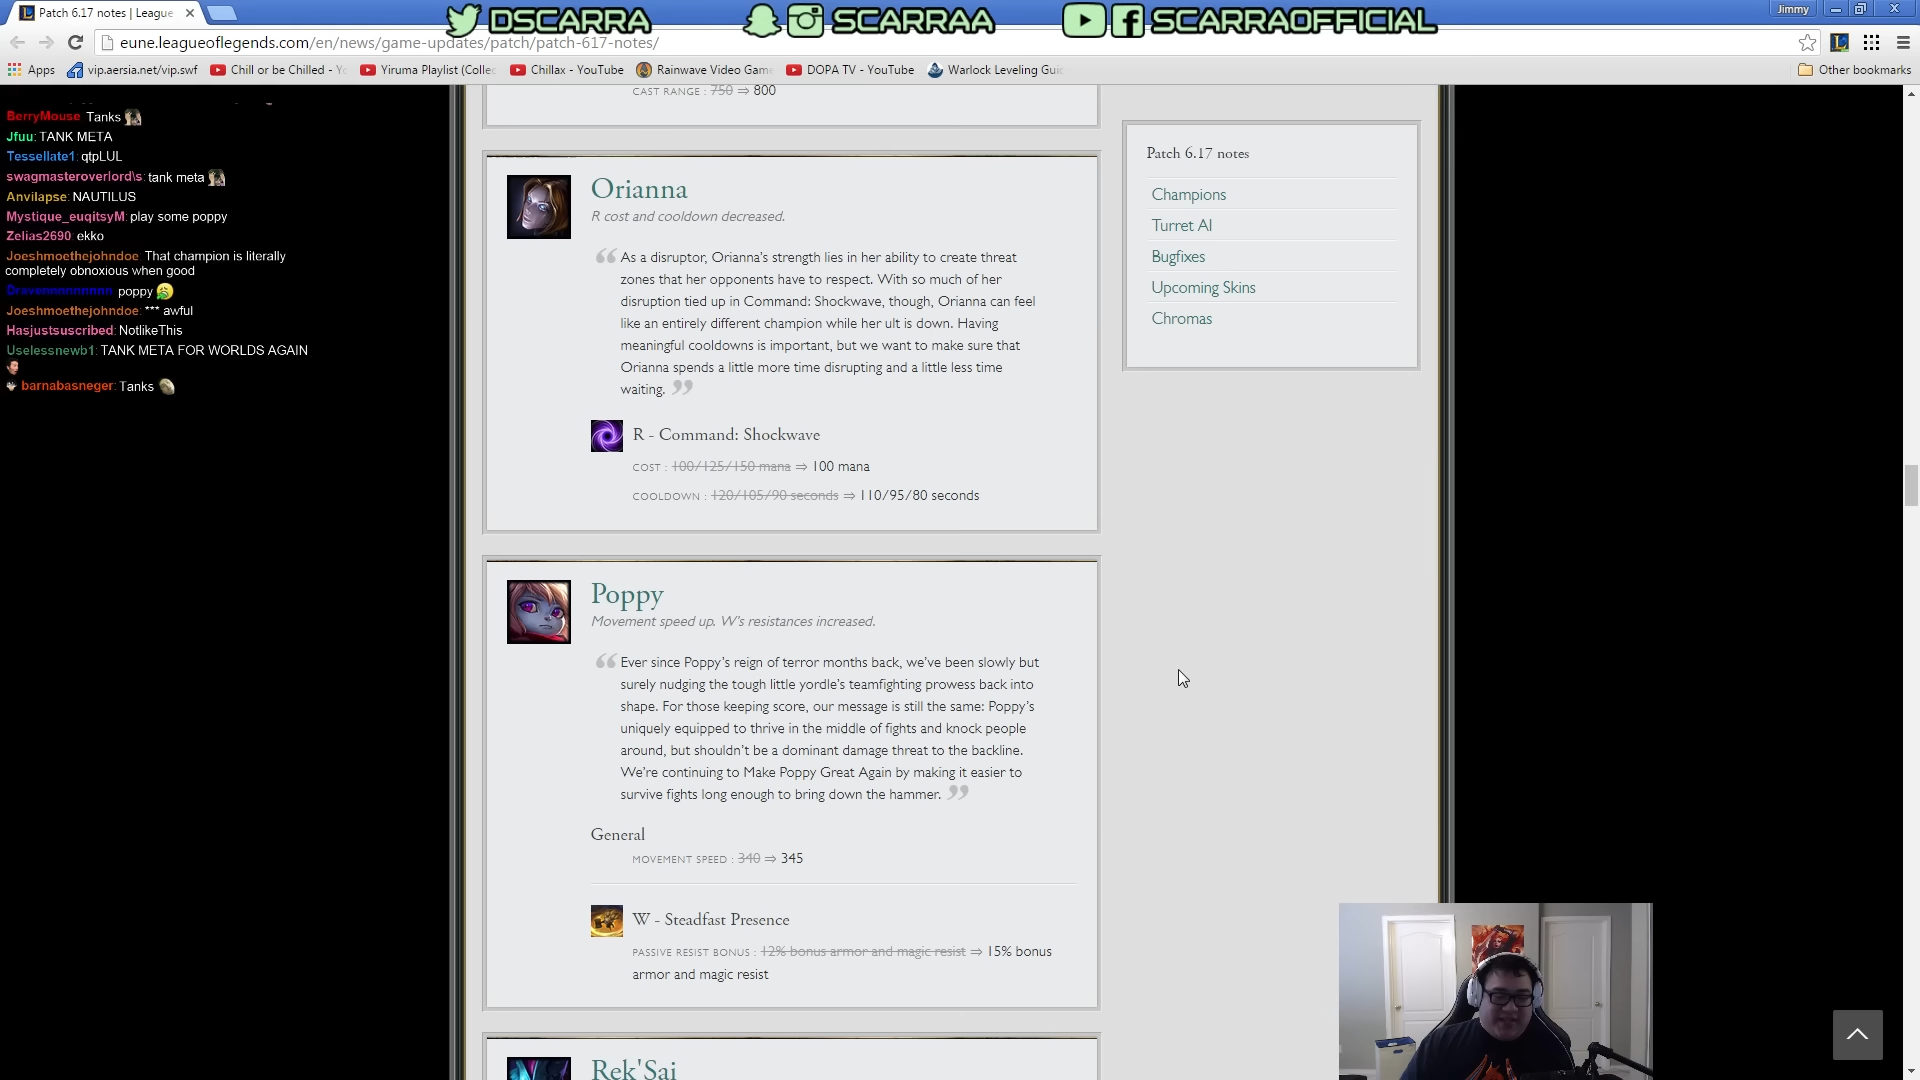 Patch 6.17 notes | League
DSCARRA
SCARRAA
SCARRAOFFICIAL
Jimmy
eune.leagueoflegends.com/en/news/game-updates/patch/patch-617-notes/
Apps
vip.aersia.net/vip.swf
Chill or be Chilled - Yo
Yiruma Playlist (Collec
Chillax - YouTube
Rainwave Video Game
DOPA TV - YouTube
Warlock Leveling Guid
Other bookmarks
BerryMouse Tanks
Jfuu: TANK META
Tessellate1: qtpLUL
swagmasteroverlord\s: tank meta
Anvilapse: NAUTILUS
Mystique_euqitsyM: play some poppy
Zelias2690: ekko
Joeshmoethejohndoe: That champion is literally
completely obnoxious when good
poppy
Joeshmoethejohndoe: *** awful
Hasjustsuscribed: NotlikeThis
Uselessnewb1: TANK META FOR WORLDS AGAIN
barnabasneger: Tanks
CAST RANGE : 750 ⇒ 800
Orianna
R cost and cooldown decreased.
“ As a disruptor, Orianna’s strength lies in her ability to create threat
zones that her opponents have to respect. With so much of her
disruption tied up in Command: Shockwave, though, Orianna can feel
like an entirely different champion while her ult is down. Having
meaningful cooldowns is important, but we want to make sure that
Orianna spends a little more time disrupting and a little less time
waiting. ”
R - Command: Shockwave
COST : 100/125/150 mana ⇒ 100 mana
COOLDOWN : 120/105/90 seconds ⇒ 110/95/80 seconds
Poppy
Movement speed up. W’s resistances increased.
“ Ever since Poppy’s reign of terror months back, we’ve been slowly but
surely nudging the tough little yordle’s teamfighting prowess back into
shape. For those keeping score, our message is still the same: Poppy’s
uniquely equipped to thrive in the middle of fights and knock people
around, but shouldn’t be a dominant damage threat to the backline.
We’re continuing to Make Poppy Great Again by making it easier to
survive fights long enough to bring down the hammer. ”
General
MOVEMENT SPEED : 340 ⇒ 345
W - Steadfast Presence
PASSIVE RESIST BONUS : 12% bonus armor and magic resist ⇒ 15% bonus
armor and magic resist
Rek'Sai
Patch 6.17 notes
Champions
Turret AI
Bugfixes
Upcoming Skins
Chromas